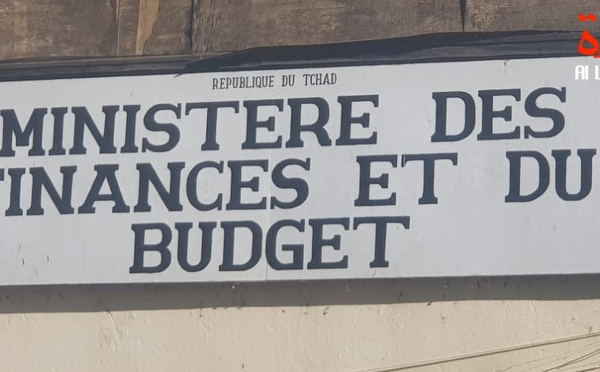 REPUBLIQUE DU TCHAD
MINISTERE DES
FINANCES ET DU
BUDGET